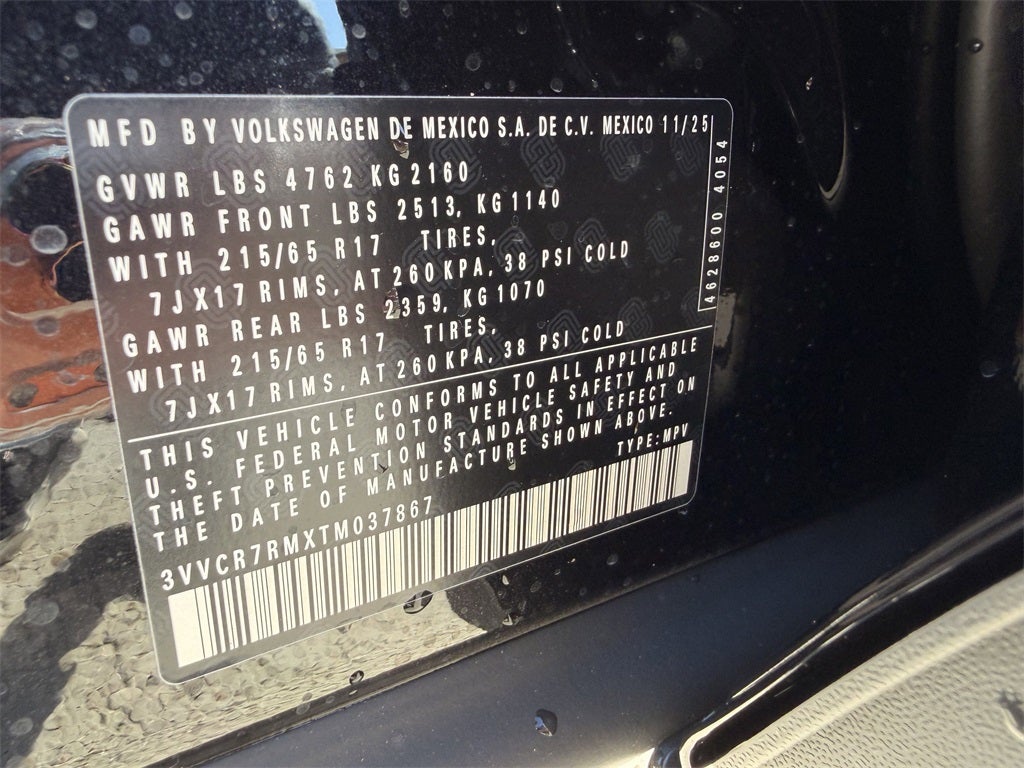 MFD BY VOLKSWAGEN DE MEXICO S.A. DE C.V. MEXICO 11/25
GVWR LBS 4762 KG 2160
GAWR FRONT LBS 2513, KG 1140
WITH 215/65 R17 TIRES,
7JX17 RIMS, AT 260 KPA, 38 PSI COLD
GAWR REAR LBS 2359, KG 1070
WITH 215/65 R17 TIRES,
7JX17 RIMS, AT 260 KPA, 38 PSI COLD
THIS VEHICLE CONFORMS TO ALL APPLICABLE
U.S. FEDERAL MOTOR VEHICLE SAFETY AND
THEFT PREVENTION STANDARDS IN EFFECT ON
THE DATE OF MANUFACTURE SHOWN ABOVE.
TYPE: MPV
3VVCR7RMXTM037867
4628600 4054